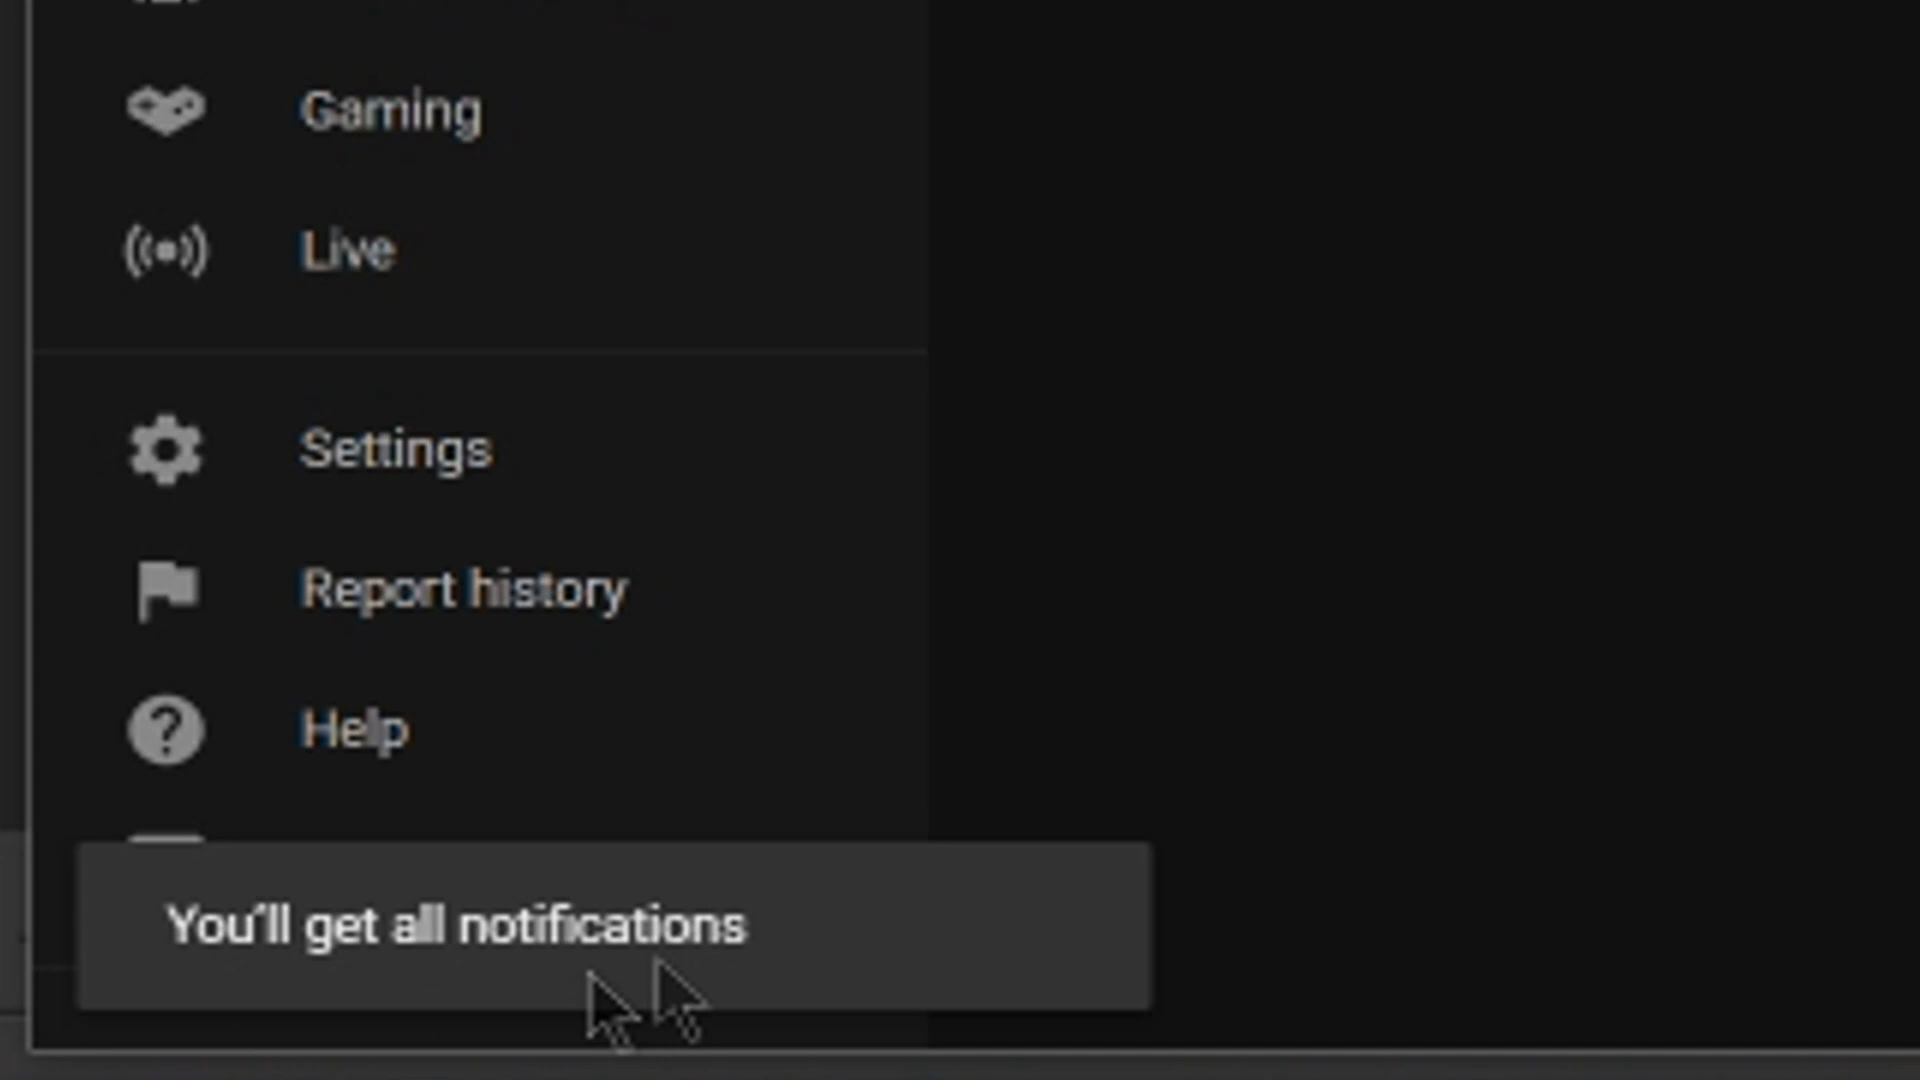 Gaming
Live
Settings
Report history
Help
You'll get all notifications